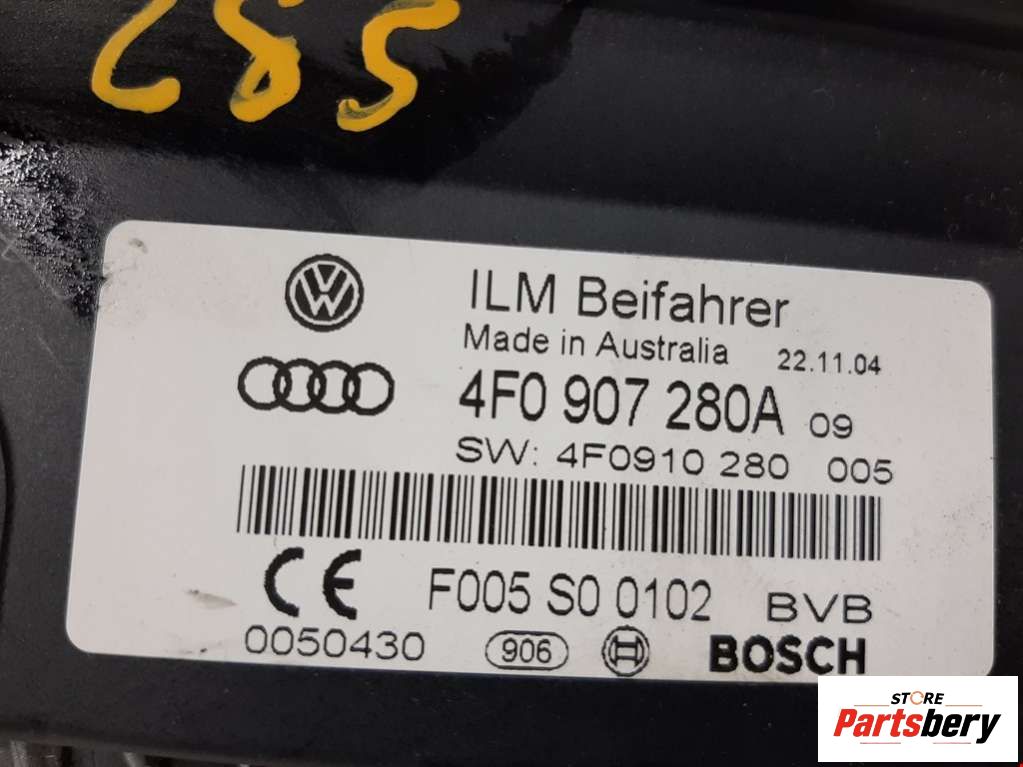 285
ILM Beifahrer
Made in Australia 22.11.04
4F0 907 280A 09
SW: 4F0910 280 005
CE F005 S0 0102 BVB
0050430 906 BOSCH
STORE
Partsbery